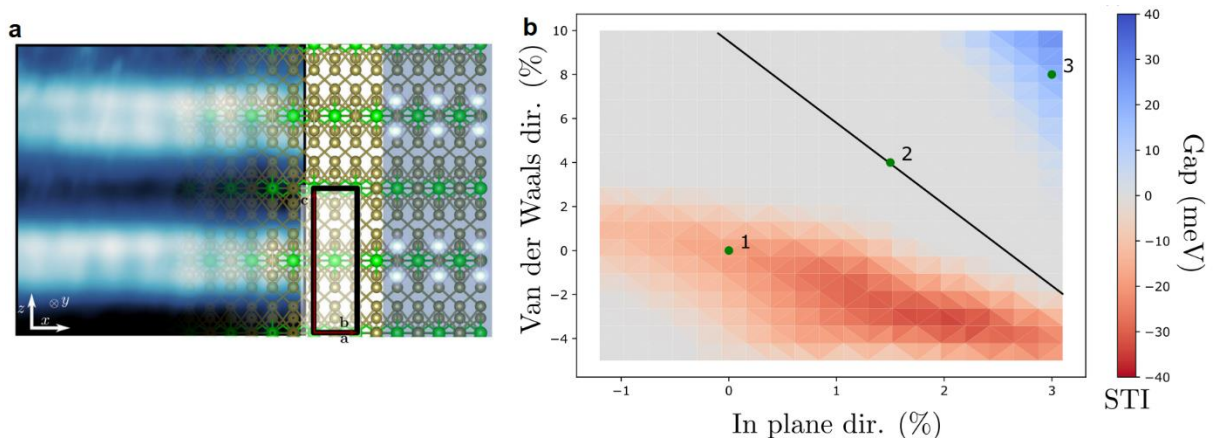 a
c
b
a
z
⊗ y
x
b
Van der Waals dir. (%)
10
8
6
4
2
0
−2
−4
−1
0
1
2
3
In plane dir. (%)
1
2
3
40
30
20
10
0
−10
−20
−30
−40
Gap (meV)
STI